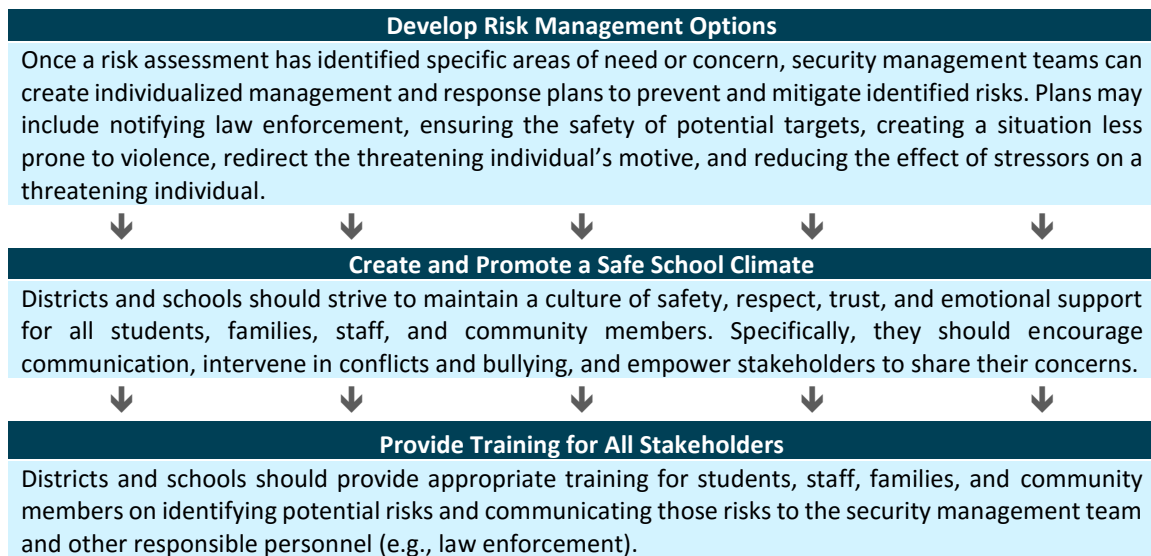 Develop Risk Management Options
Once a risk assessment has identified specific areas of need or concern, security management teams can
create individualized management and response plans to prevent and mitigate identified risks. Plans may
include notifying law enforcement, ensuring the safety of potential targets, creating a situation less
prone to violence, redirect the threatening individual’s motive, and reducing the effect of stressors on a
threatening individual.
Create and Promote a Safe School Climate
Districts and schools should strive to maintain a culture of safety, respect, trust, and emotional support
for all students, families, staff, and community members. Specifically, they should encourage
communication, intervene in conflicts and bullying, and empower stakeholders to share their concerns.
Provide Training for All Stakeholders
Districts and schools should provide appropriate training for students, staff, families, and community
members on identifying potential risks and communicating those risks to the security management team
and other responsible personnel (e.g., law enforcement).